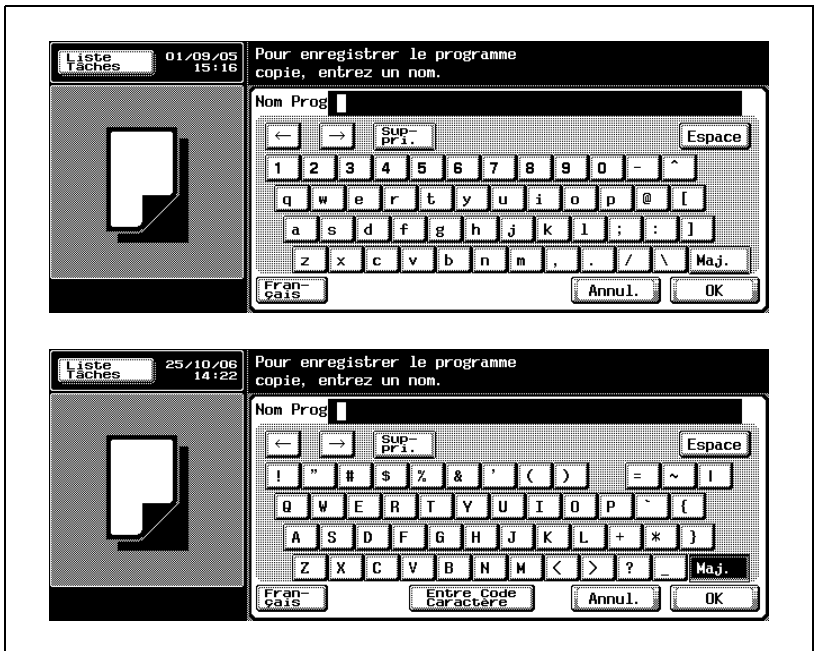 Liste Tâches
01/09/05
15:16
Pour enregistrer le programme
copie, entrez un nom.
Nom Prog
← → Sup-
pri.
Espace
1 2 3 4 5 6 7 8 9 0 - ^
q w e r t y u i o p @ [
a s d f g h j k l ; : ]
z x c v b n m , . / \ Maj.
Fran-
çais
Annul. OK
Liste Tâches
25/10/06
14:22
Pour enregistrer le programme
copie, entrez un nom.
Nom Prog
← → Sup-
pri.
Espace
! " # $ % & ' ( ) = ~ |
Q W E R T Y U I O P ` {
A S D F G H J K L + * }
Z X C V B N M < > ? _ Maj.
Fran-
çais
Entre Code
Caractère
Annul. OK